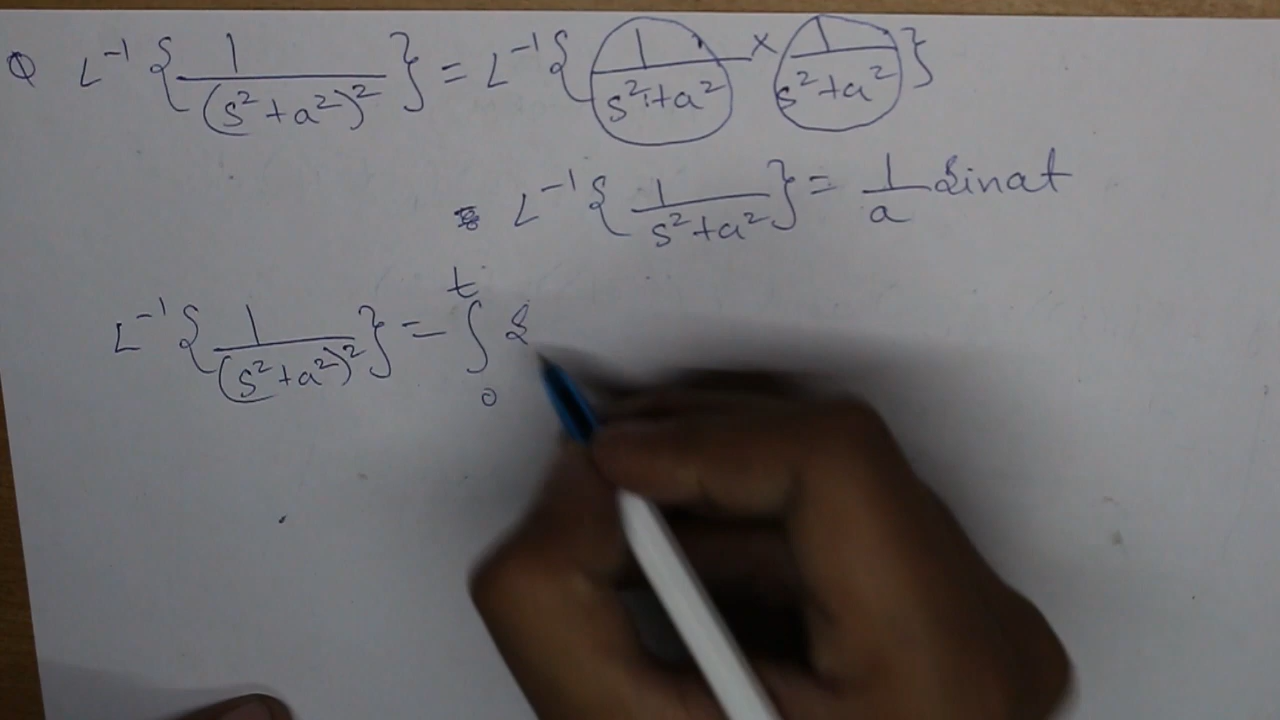 Q L⁻¹{1/(s²+a²)²} = L⁻¹{1/(s²+a²) × 1/(s²+a²)}
L⁻¹{1/(s²+a²)} = 1/a Sinat
L⁻¹{1/(s²+a²)²} = ∫₀ᵗ S